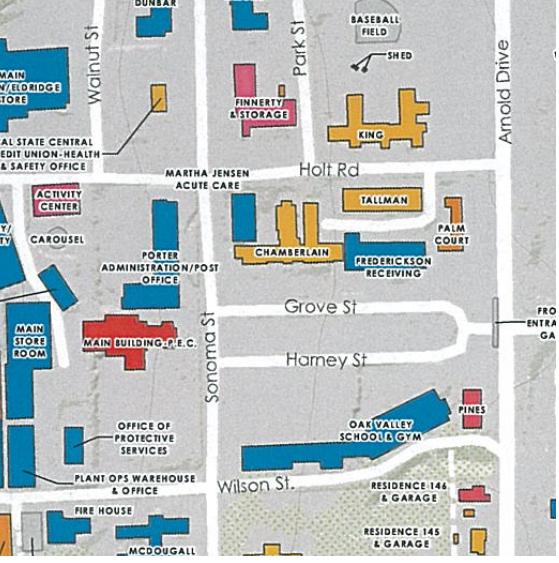 DUNBAR
BASEBALL
FIELD
SHED
Walnut St
Park St
Arnold Drive
MAIN
N/ELDRIDGE
STORE
FINNERTY
& STORAGE
KING
AL STATE CENTRAL
EDIT UNION-HEALTH
& SAFETY OFFICE
MARTHA JENSEN
ACUTE CARE
Holt Rd
ACTIVITY
CENTER
TALLMAN
Y/
TY
CAROUSEL
PALM
COURT
PORTER
ADMINISTRATION/POST
OFFICE
CHAMBERLAIN
FREDERICKSON
RECEIVING
Grove St
FRO
ENTRA
GA
MAIN
STORE
ROOM
MAIN BUILDING-P.E.C.
Sonoma St
Harney St
PINES
OFFICE OF
PROTECTIVE
SERVICES
OAK VALLEY
SCHOOL & GYM
PLANT OPS WAREHOUSE
& OFFICE
Wilson St.
RESIDENCE 146
& GARAGE
FIRE HOUSE
RESIDENCE 145
& GARAGE
MCDOUGALL